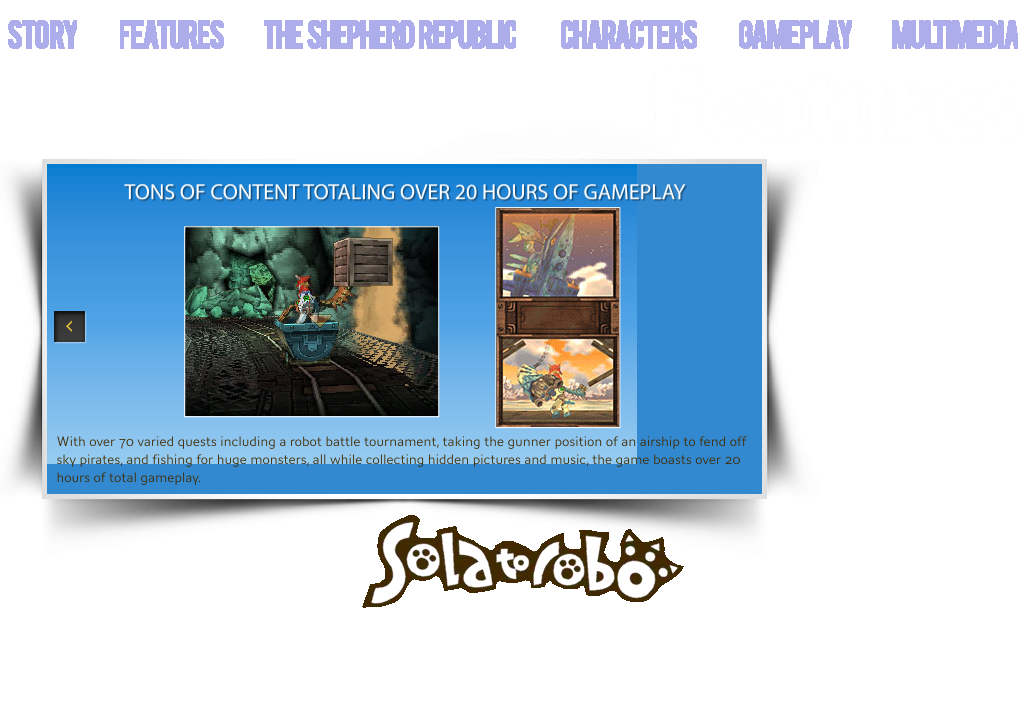 STORY FEATURES THE SHEPHERD REPUBLIC CHARACTERS GAMEPLAY MULTIMEDIA
TONS OF CONTENT TOTALING OVER 20 HOURS OF GAMEPLAY
With over 70 varied quests including a robot battle tournament, taking the gunner position of an airship to fend off
sky pirates, and fishing for huge monsters, all while collecting hidden pictures and music, the game boasts over 20
hours of total gameplay.
Solatorobo